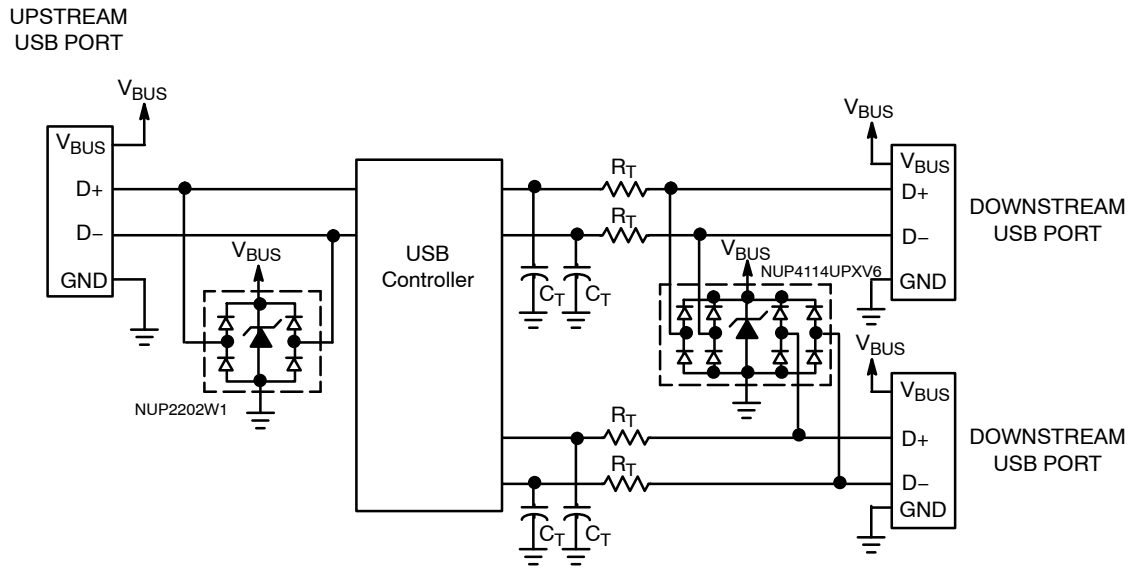 UPSTREAM
USB PORT
VBUS
VBUS
D+
D−
GND
VBUS
NUP2202W1
USB
Controller
RT
RT
CT
CT
VBUS
NUP4114UPXV6
VBUS
VBUS
D+
D−
GND
DOWNSTREAM
USB PORT
RT
RT
CT
CT
VBUS
VBUS
D+
D−
GND
DOWNSTREAM
USB PORT